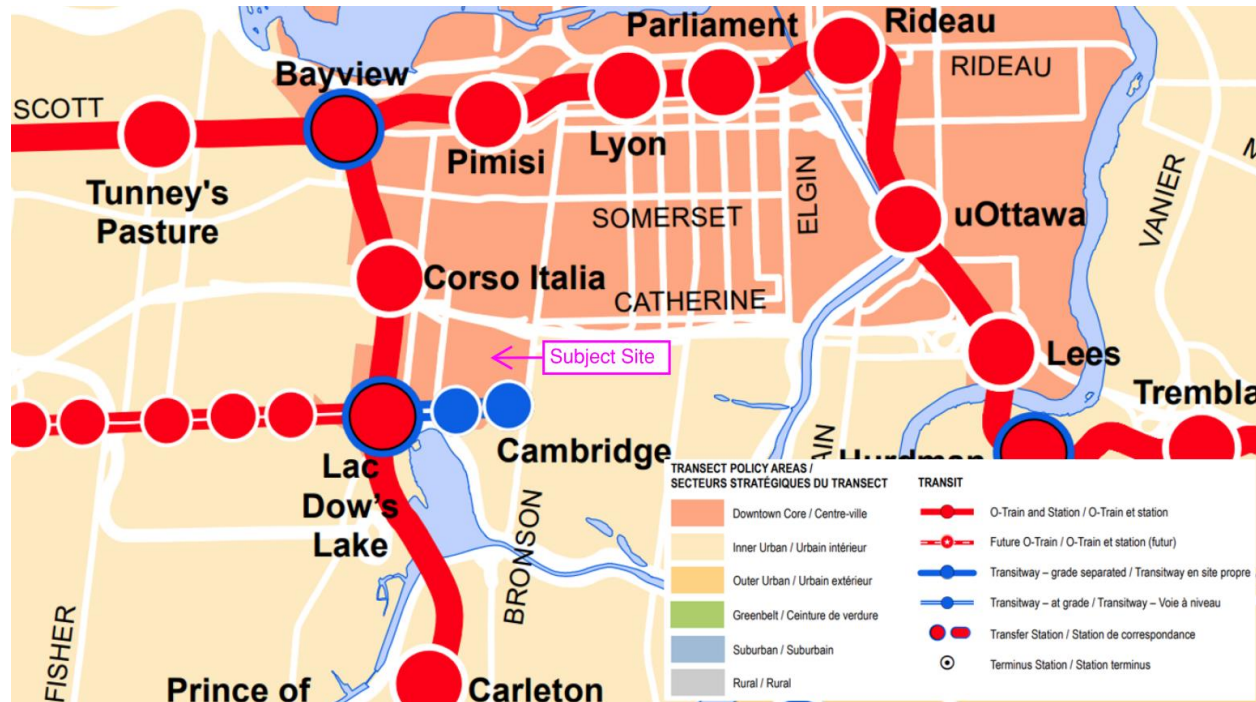 Parliament
Rideau
RIDEAU
Bayview
SCOTT
Pimisi
Lyon
Tunney's
Pasture
SOMERSET
ELGIN
uOttawa
VANIER
Corso Italia
CATHERINE
Subject Site
Lees
Trembla
Cambridge
Hurdman
Lac
Dow's
Lake
BRONSON
FISHER
Prince of
Carleton
TRANSECT POLICY AREAS /
SECTEURS STRATÉGIQUES DU TRANSECT
Downtown Core / Centre-ville
Inner Urban / Urbain intérieur
Outer Urban / Urbain extérieur
Greenbelt / Ceinture de verdure
Suburban / Suburbain
Rural / Rural
TRANSIT
O-Train and Station / O-Train et station
Future O-Train / O-Train et station (futur)
Transitway – grade separated / Transitway en site propre
Transitway – at grade / Transitway – Voie à niveau
Transfer Station / Station de correspondance
Terminus Station / Station terminus